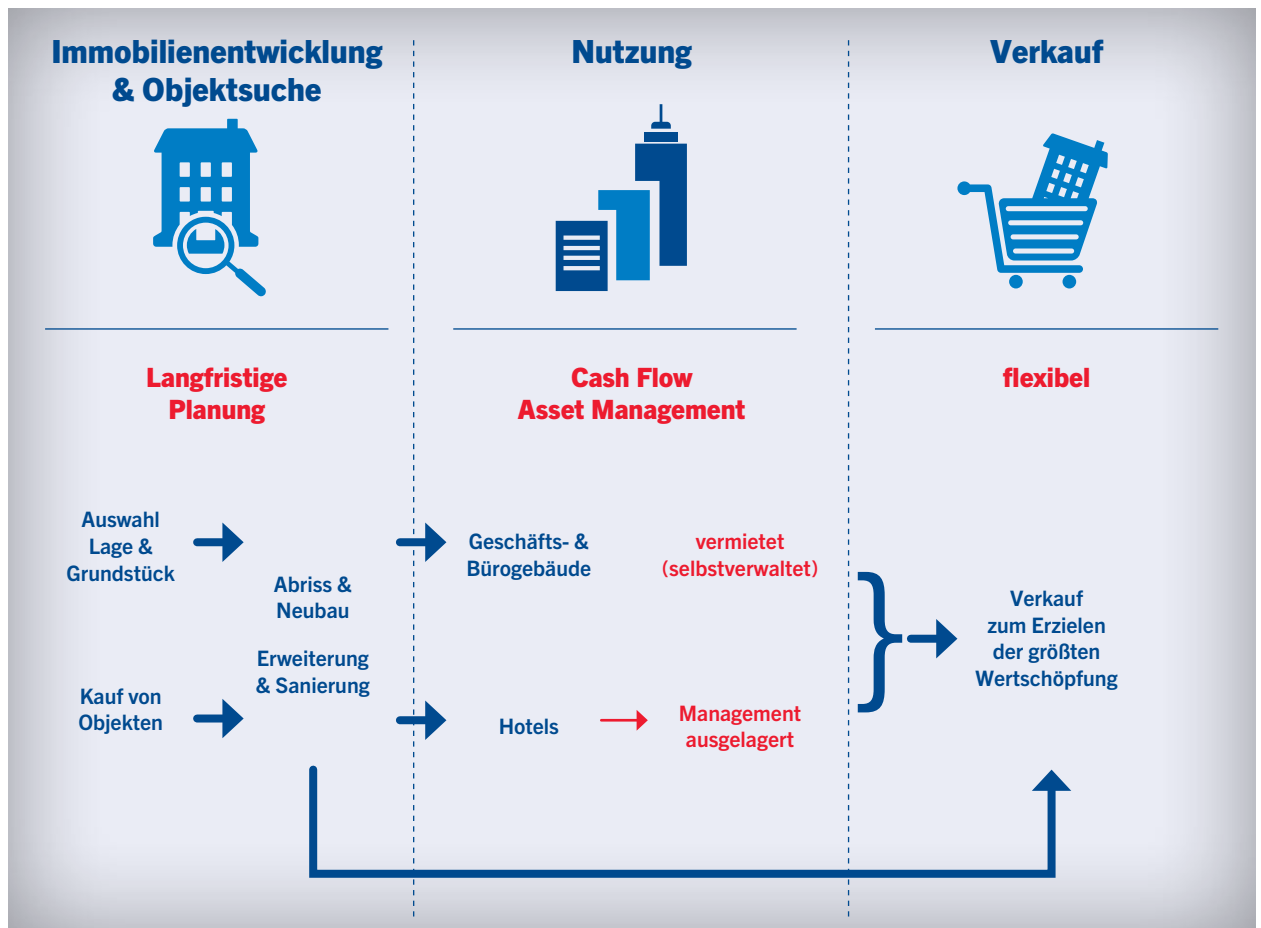 Immobilienentwicklung
& Objektsuche
Nutzung
Verkauf
Langfristige
Planung
Cash Flow
Asset Management
flexibel
Auswahl
Lage &
Grundstück
Kauf von
Objekten
Abriss &
Neubau
Erweiterung
& Sanierung
Geschäfts- &
Bürogebäude
vermietet
(selbstverwaltet)
Hotels
Management
ausgelagert
Verkauf
zum Erzielen
der größten
Wertschöpfung